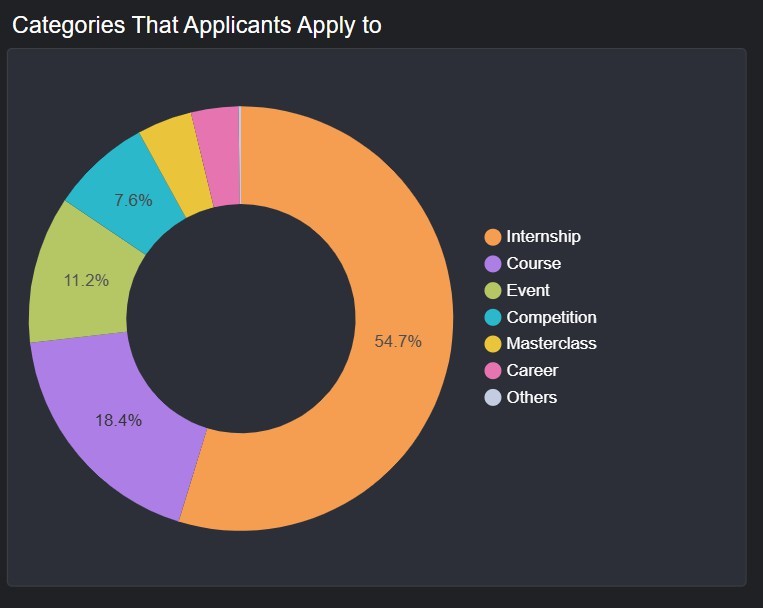 Categories That Applicants Apply to
7.6%
11.2%
54.7%
18.4%
Internship
Course
Event
Competition
Masterclass
Career
Others